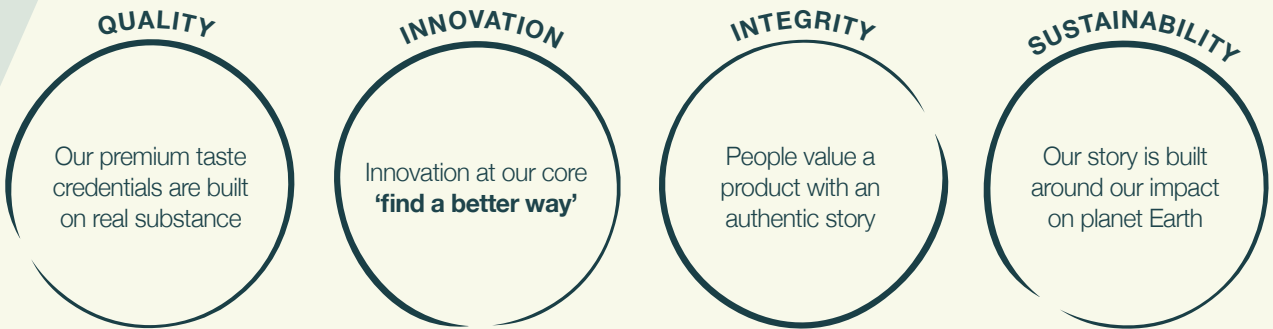 QUALITY
Our premium taste
credentials are built
on real substance
INNOVATION
Innovation at our core
‘find a better way’
INTEGRITY
People value a
product with an
authentic story
SUSTAINABILITY
Our story is built
around our impact
on planet Earth